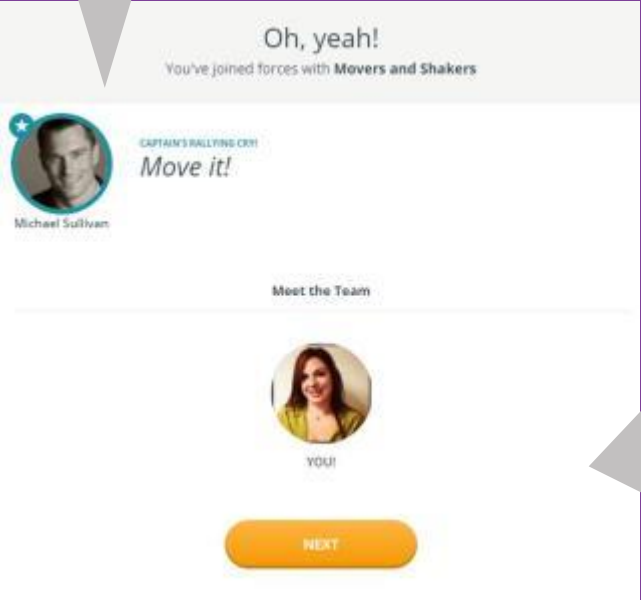 Oh, yeah!
You've joined forces with Movers and Shakers
CAPTAIN'S RALLYING CRY!
Move it!
Michael Sullivan
Meet the Team
YOU!
NEXT